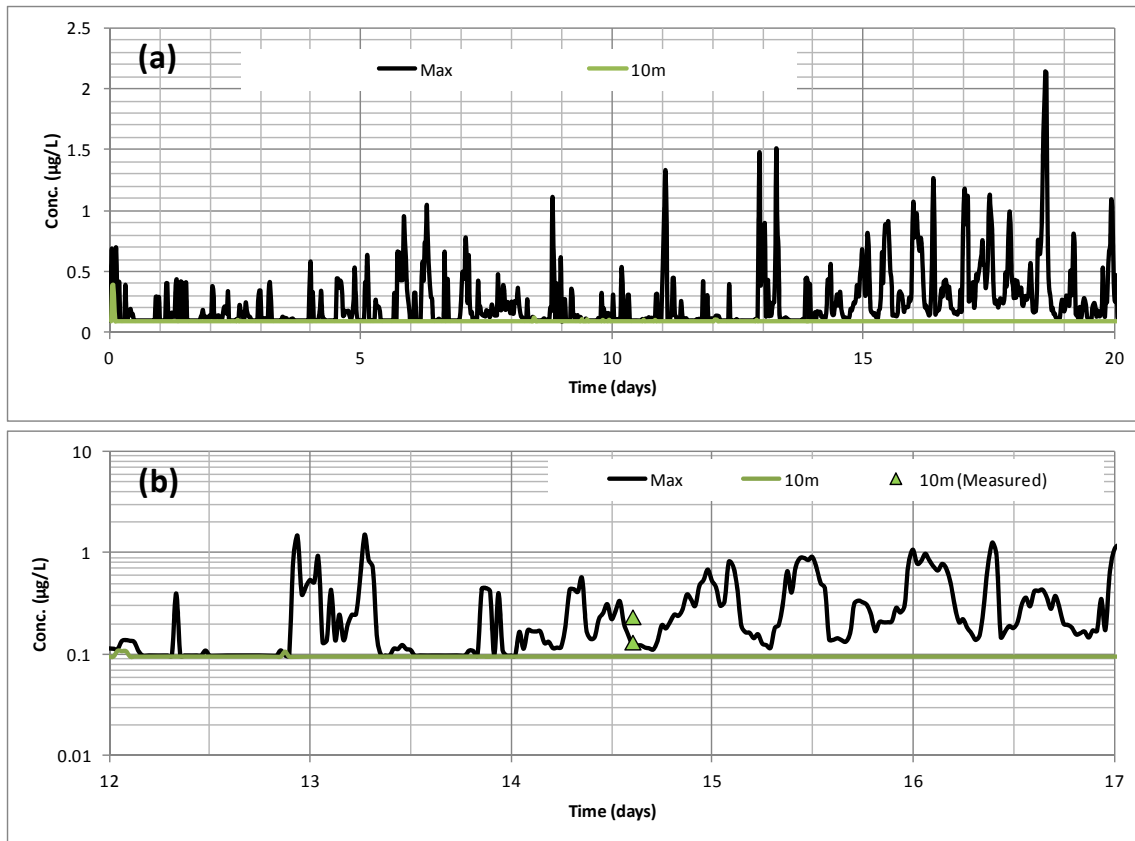 (a)
Max 10m
Conc. (µg/L)
2.5
2
1.5
1
0.5
0
0 5 10 15 20
Time (days)
(b)
Max 10m 10m (Measured)
Conc. (µg/L)
10
1
0.1
0.01
12 13 14 15 16 17
Time (days)